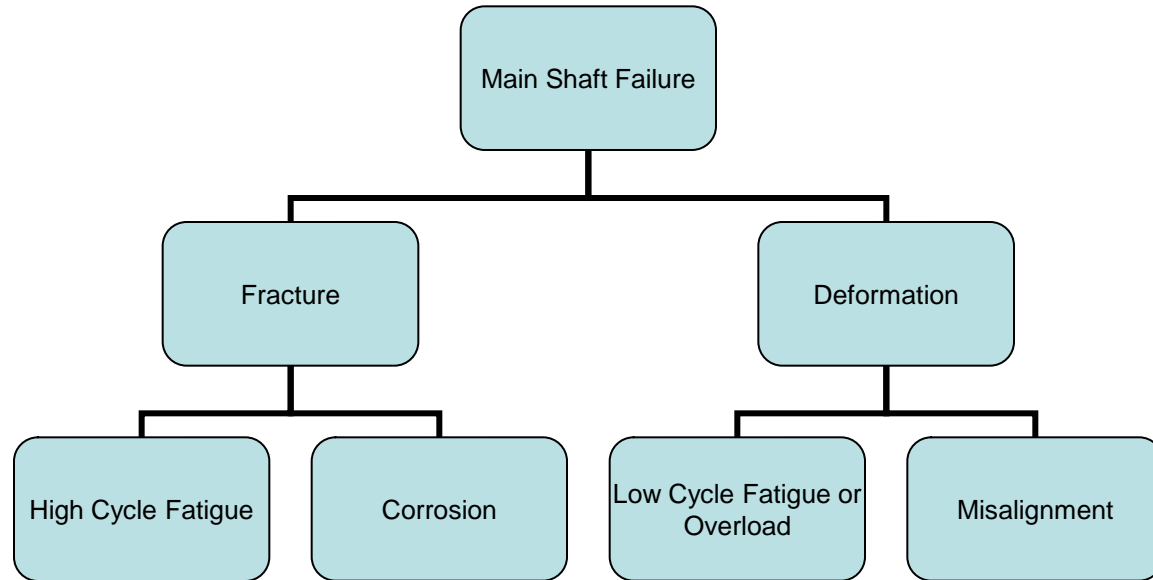 Main Shaft Failure
Fracture
Deformation
High Cycle Fatigue
Corrosion
Low Cycle Fatigue or
Overload
Misalignment